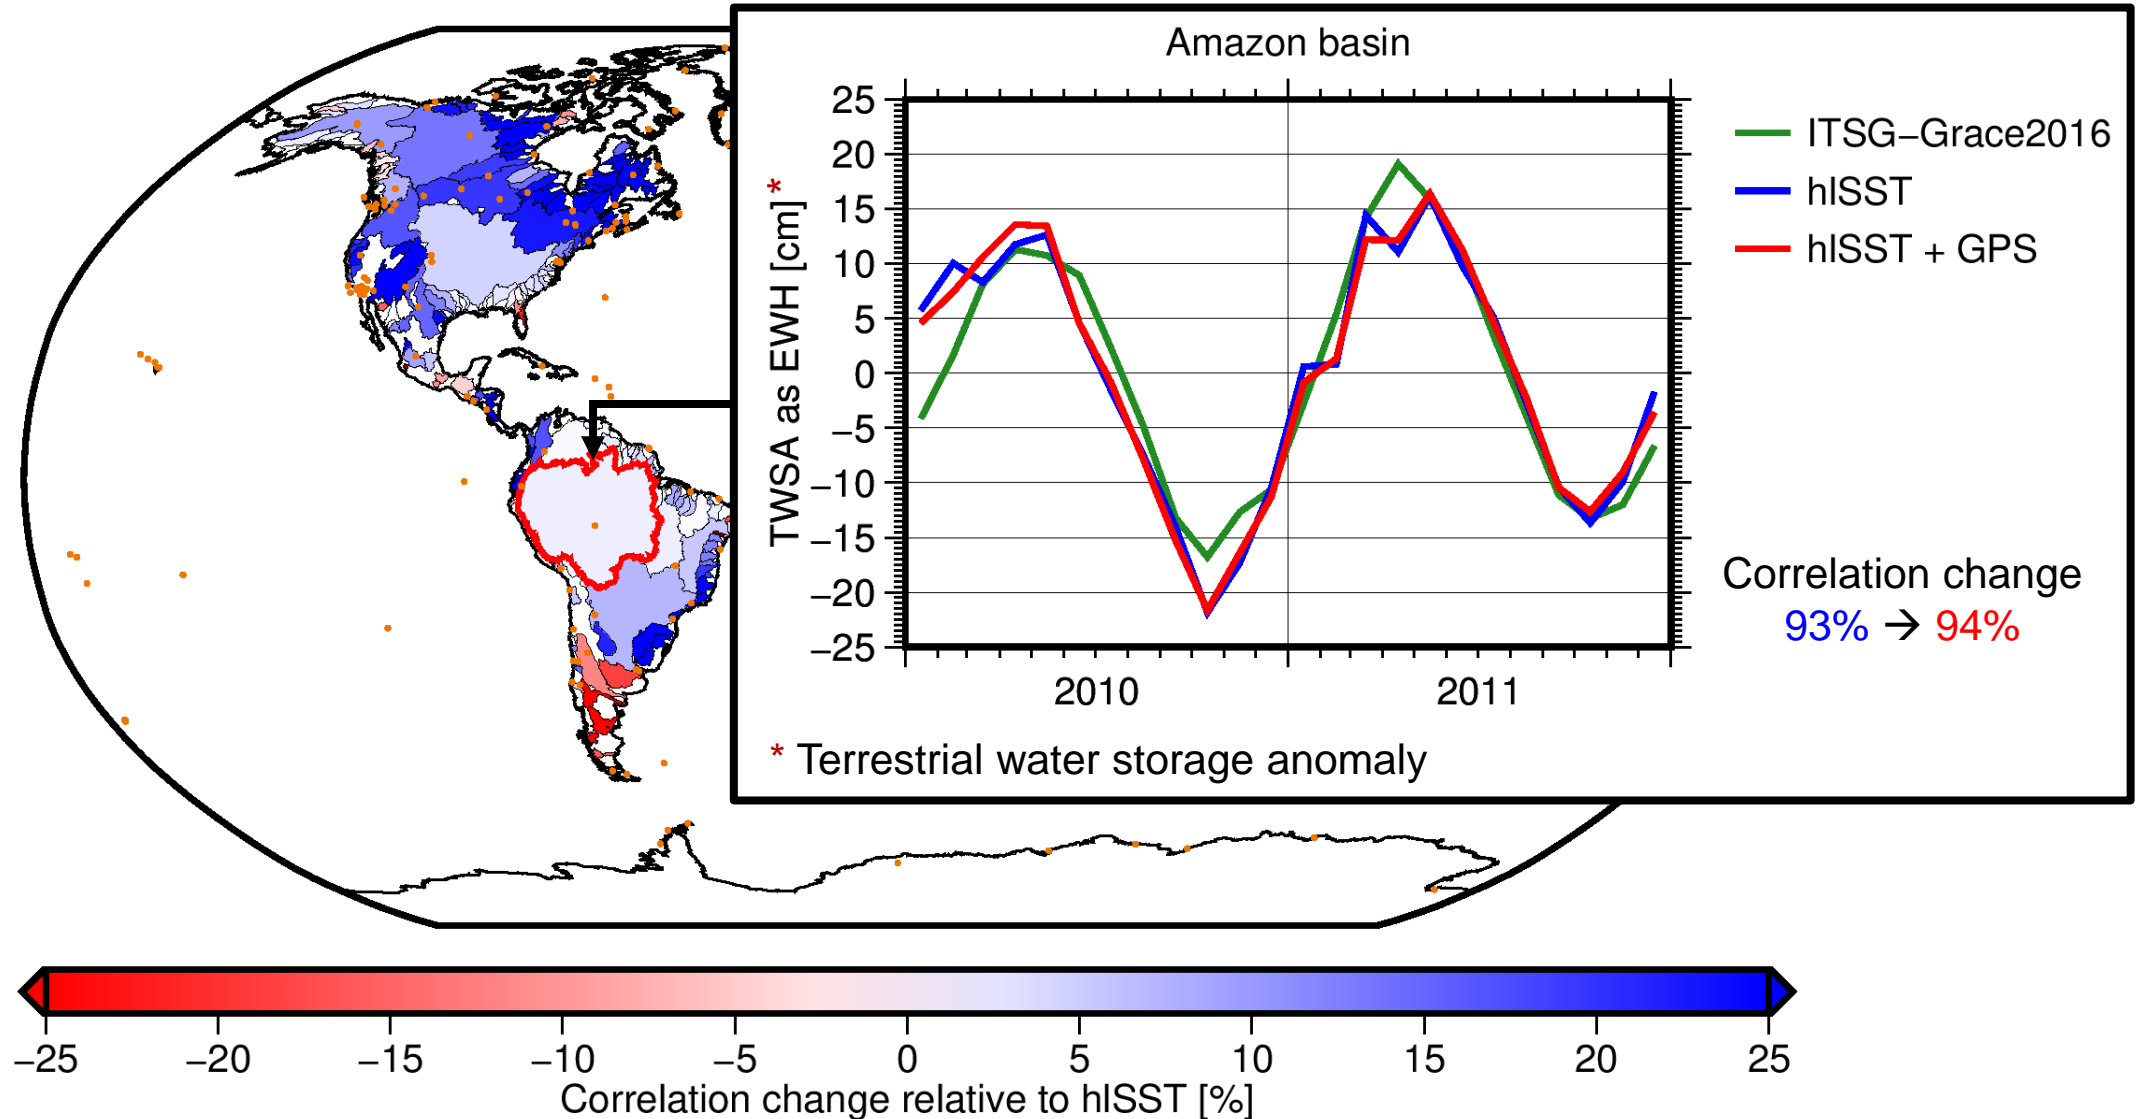 Amazon basin
TWSA as EWH [cm]*
25
20
15
10
5
0
−5
−10
−15
−20
−25
2010
2011
ITSG−Grace2016
hlSST
hlSST + GPS
Correlation change
93% → 94%
* Terrestrial water storage anomaly
−25 −20 −15 −10 −5 0 5 10 15 20 25
Correlation change relative to hlSST [%]